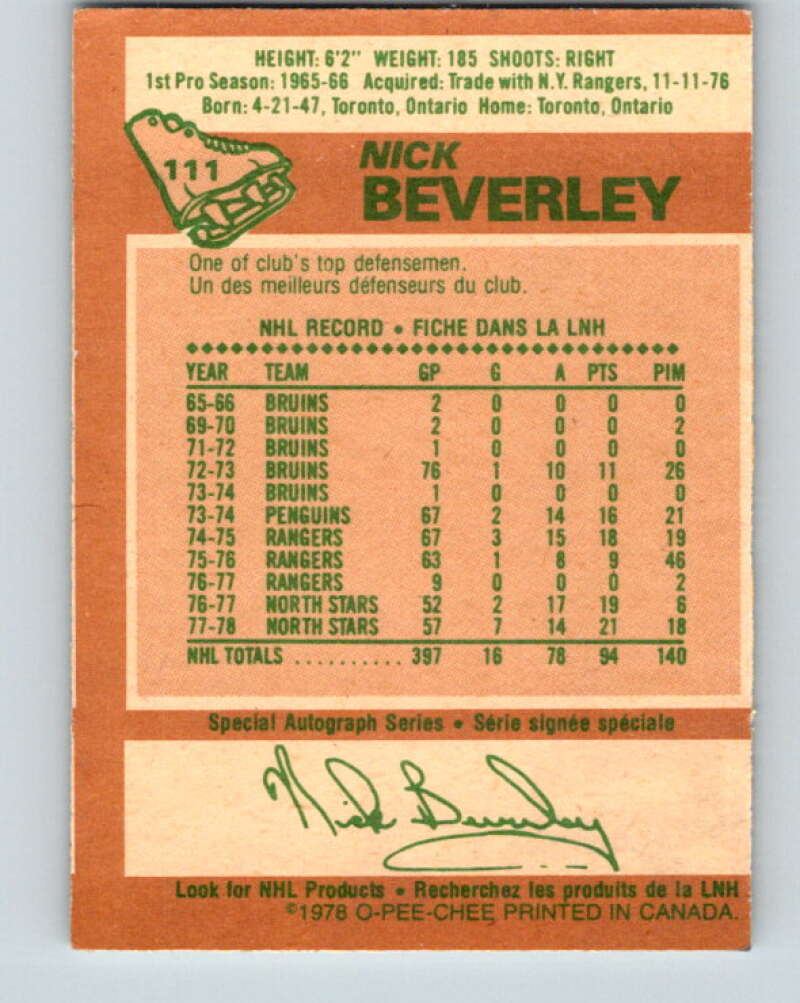 HEIGHT: 6'2" WEIGHT: 185 SHOOTS: RIGHT
1st Pro Season: 1965-66 Acquired: Trade with N.Y. Rangers, 11-11-76
Born: 4-21-47, Toronto, Ontario Home: Toronto, Ontario
111
NICK
BEVERLEY
One of club's top defensemen.
Un des meilleurs défenseurs du club.
NHL RECORD • FICHE DANS LA LNH
YEAR TEAM GP G A PTS PIM
65-66 BRUINS 2 0 0 0 0
69-70 BRUINS 2 0 0 0 2
71-72 BRUINS 1 0 0 0 0
72-73 BRUINS 76 1 10 11 26
73-74 BRUINS 1 0 0 0 0
73-74 PENGUINS 67 2 14 16 21
74-75 RANGERS 67 3 15 18 19
75-76 RANGERS 63 1 8 9 46
76-77 RANGERS 9 0 0 0 2
76-77 NORTH STARS 52 2 17 19 6
77-78 NORTH STARS 57 7 14 21 18
NHL TOTALS .......... 397 16 78 94 140
Special Autograph Series • Série signée spéciale
Nick Beverley
Look for NHL Products • Recherchez les produits de la LNH
©1978 O-PEE-CHEE PRINTED IN CANADA.